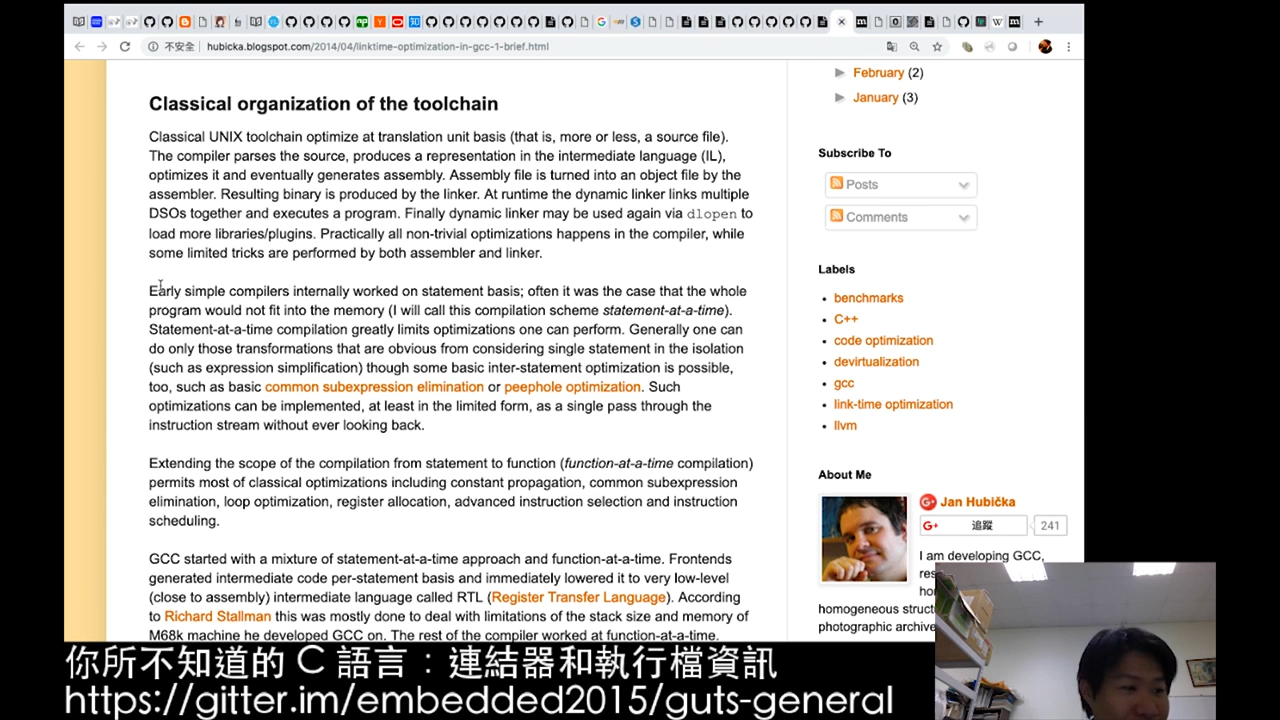 不安全 hubicka.blogspot.com/2014/04/linktime-optimization-in-gcc-1-brief.html
Classical organization of the toolchain
Classical UNIX toolchain optimize at translation unit basis (that is, more or less, a source file).
The compiler parses the source, produces a representation in the intermediate language (IL),
optimizes it and eventually generates assembly. Assembly file is turned into an object file by the
assembler. Resulting binary is produced by the linker. At runtime the dynamic linker links multiple
DSOs together and executes a program. Finally dynamic linker may be used again via dlopen to
load more libraries/plugins. Practically all non-trivial optimizations happens in the compiler, while
some limited tricks are performed by both assembler and linker.
Early simple compilers internally worked on statement basis; often it was the case that the whole
program would not fit into the memory (I will call this compilation scheme statement-at-a-time).
Statement-at-a-time compilation greatly limits optimizations one can perform. Generally one can
do only those transformations that are obvious from considering single statement in the isolation
(such as expression simplification) though some basic inter-statement optimization is possible,
too, such as basic common subexpression elimination or peephole optimization. Such
optimizations can be implemented, at least in the limited form, as a single pass through the
instruction stream without ever looking back.
Extending the scope of the compilation from statement to function (function-at-a-time compilation)
permits most of classical optimizations including constant propagation, common subexpression
elimination, loop optimization, register allocation, advanced instruction selection and instruction
scheduling.
GCC started with a mixture of statement-at-a-time approach and function-at-a-time. Frontends
generated intermediate code per-statement basis and immediately lowered it to very low-level
(close to assembly) intermediate language called RTL (Register Transfer Language). According
to Richard Stallman this was mostly done to deal with limitations of the stack size and memory of
M68k machine he developed GCC on. The rest of the compiler worked at function-at-a-time.
February (2)
January (3)
Subscribe To
Posts
Comments
Labels
benchmarks
C++
code optimization
devirtualization
gcc
link-time optimization
llvm
About Me
Jan Hubička
追蹤 241
I am developing GCC,
homogeneous
photographic archive
你所不知道的 C 語言：連結器和執行檔資訊
https://gitter.im/embedded2015/guts-general